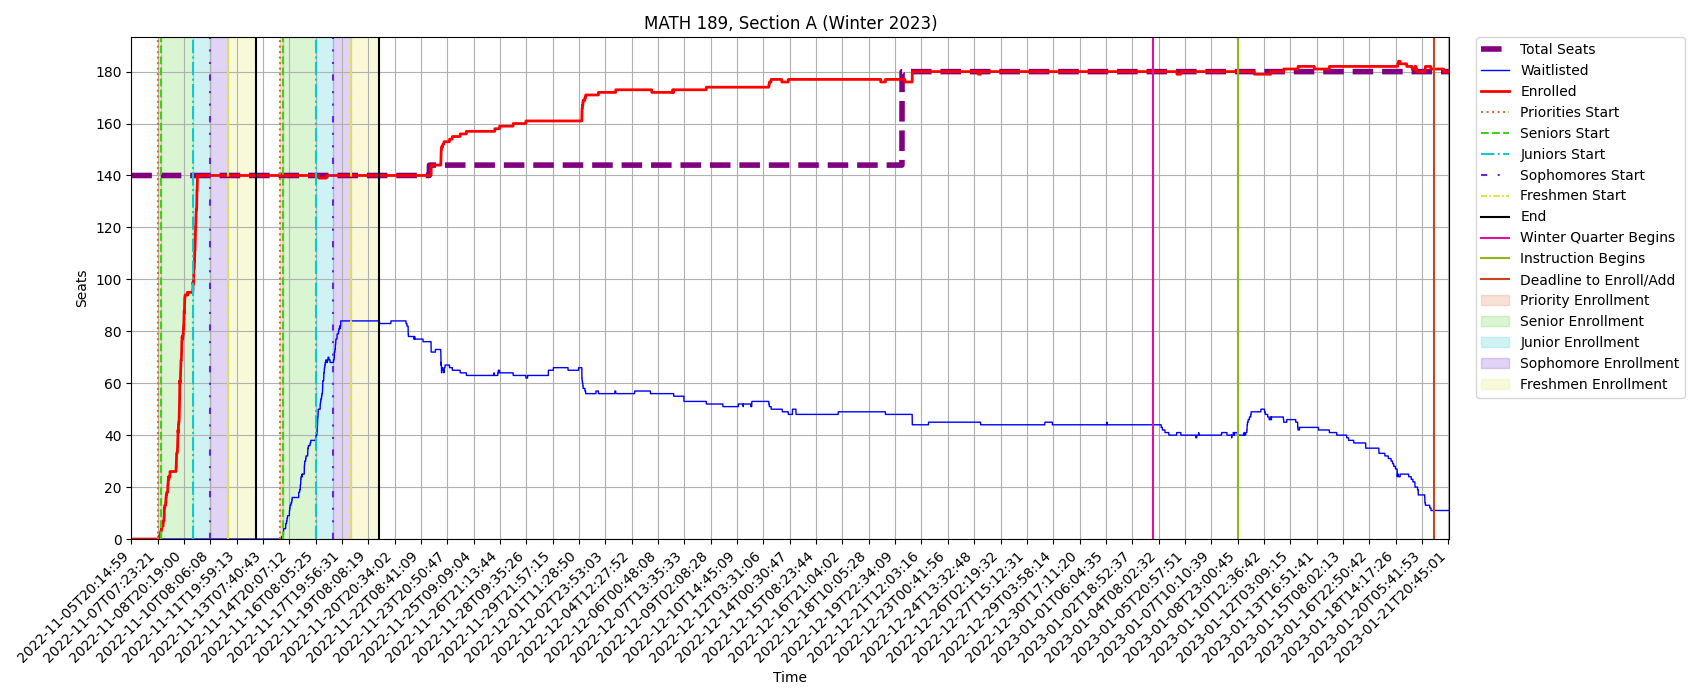 MATH 189, Section A (Winter 2023)
Seats
180
160
140
120
100
80
60
40
20
0
2022-11-05T20:14:59
2022-11-07T07:23:21
2022-11-08T20:19:00
2022-11-10T08:06:08
2022-11-11T19:59:13
2022-11-13T07:40:43
2022-11-14T20:07:12
2022-11-16T08:05:25
2022-11-17T19:56:31
2022-11-19T08:08:19
2022-11-20T20:34:02
2022-11-22T08:41:09
2022-11-23T20:50:47
2022-11-25T09:09:04
2022-11-26T21:13:44
2022-11-28T09:35:26
2022-11-29T21:57:15
2022-12-01T11:28:50
2022-12-02T23:53:03
2022-12-04T12:27:52
2022-12-06T00:48:08
2022-12-07T13:35:33
2022-12-09T02:08:28
2022-12-10T14:45:09
2022-12-12T03:31:06
2022-12-14T00:30:47
2022-12-15T08:23:44
2022-12-16T21:04:02
2022-12-18T10:05:28
2022-12-19T22:34:09
2022-12-21T12:03:16
2022-12-23T00:41:56
2022-12-24T13:32:48
2022-12-26T02:19:32
2022-12-27T15:12:31
2022-12-29T03:58:14
2022-12-30T17:11:20
2023-01-01T06:04:35
2023-01-02T18:52:37
2023-01-04T08:02:32
2023-01-05T20:57:51
2023-01-07T10:10:39
2023-01-08T23:00:45
2023-01-10T12:36:42
2023-01-12T03:09:15
2023-01-13T16:51:41
2023-01-15T08:02:13
2023-01-16T22:50:42
2023-01-18T14:17:26
2023-01-20T05:41:53
2023-01-21T20:45:01
Time
Total Seats
Waitlisted
Enrolled
Priorities Start
Seniors Start
Juniors Start
Sophomores Start
Freshmen Start
End
Winter Quarter Begins
Instruction Begins
Deadline to Enroll/Add
Priority Enrollment
Senior Enrollment
Junior Enrollment
Sophomore Enrollment
Freshmen Enrollment